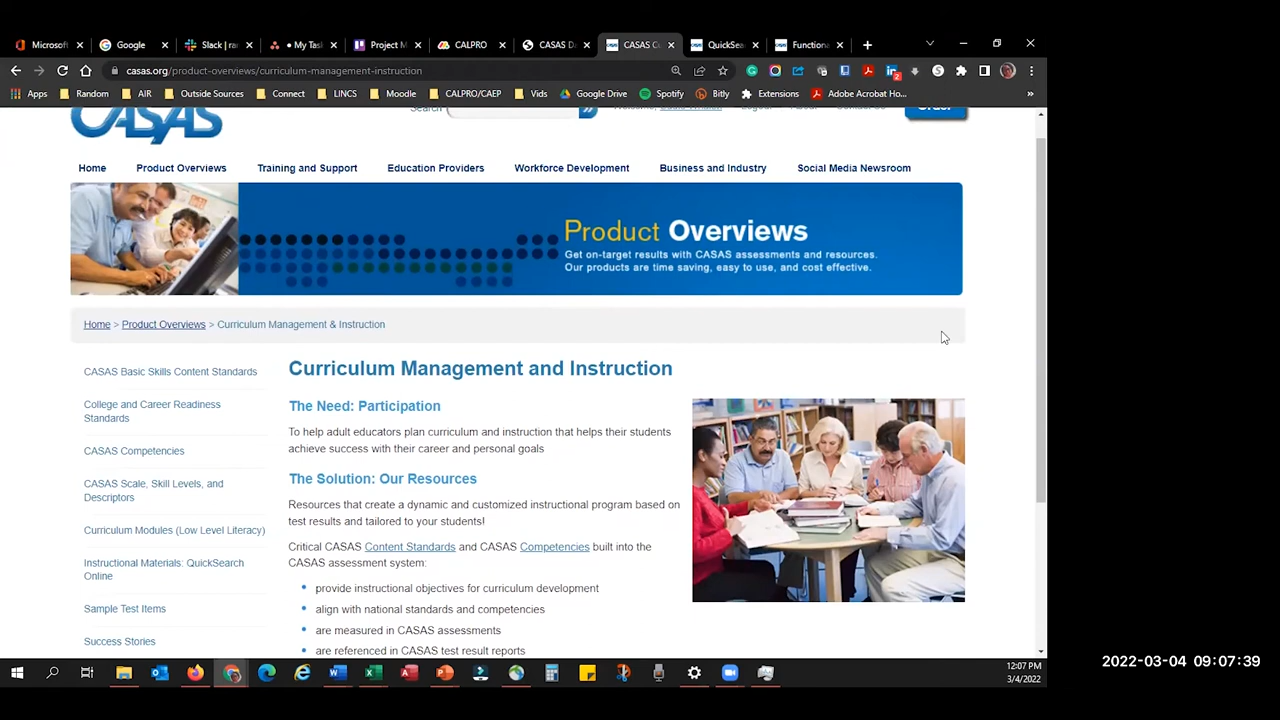 Microsof
Google
Slack | ra
• My Tas
Project M
CALPRO
CASAS D
CASAS Cu
QuickSea
Functiona
casas.org/product-overviews/curriculum-management-instruction
Apps
Random
AIR
Outside Sources
Connect
LINCS
Moodle
CALPRO/CAEP
Vids
Google Drive
Spotify
Bitly
Extensions
Adobe Acrobat Ho...
CASAS
Search
Order
Home
Product Overviews
Training and Support
Education Providers
Workforce Development
Business and Industry
Social Media Newsroom
Product Overviews
Get on-target results with CASAS assessments and resources.
Our products are time saving, easy to use, and cost effective.
Home > Product Overviews > Curriculum Management & Instruction
CASAS Basic Skills Content Standards
College and Career Readiness
Standards
CASAS Competencies
CASAS Scale, Skill Levels, and
Descriptors
Curriculum Modules (Low Level Literacy)
Instructional Materials: QuickSearch
Online
Sample Test Items
Success Stories
Curriculum Management and Instruction
The Need: Participation
To help adult educators plan curriculum and instruction that helps their students
achieve success with their career and personal goals
The Solution: Our Resources
Resources that create a dynamic and customized instructional program based on
test results and tailored to your students!
Critical CASAS Content Standards and CASAS Competencies built into the
CASAS assessment system:
• provide instructional objectives for curriculum development
• align with national standards and competencies
• are measured in CASAS assessments
• are referenced in CASAS test result reports
12:07 PM
3/4/2022
2022-03-04 09:07:39